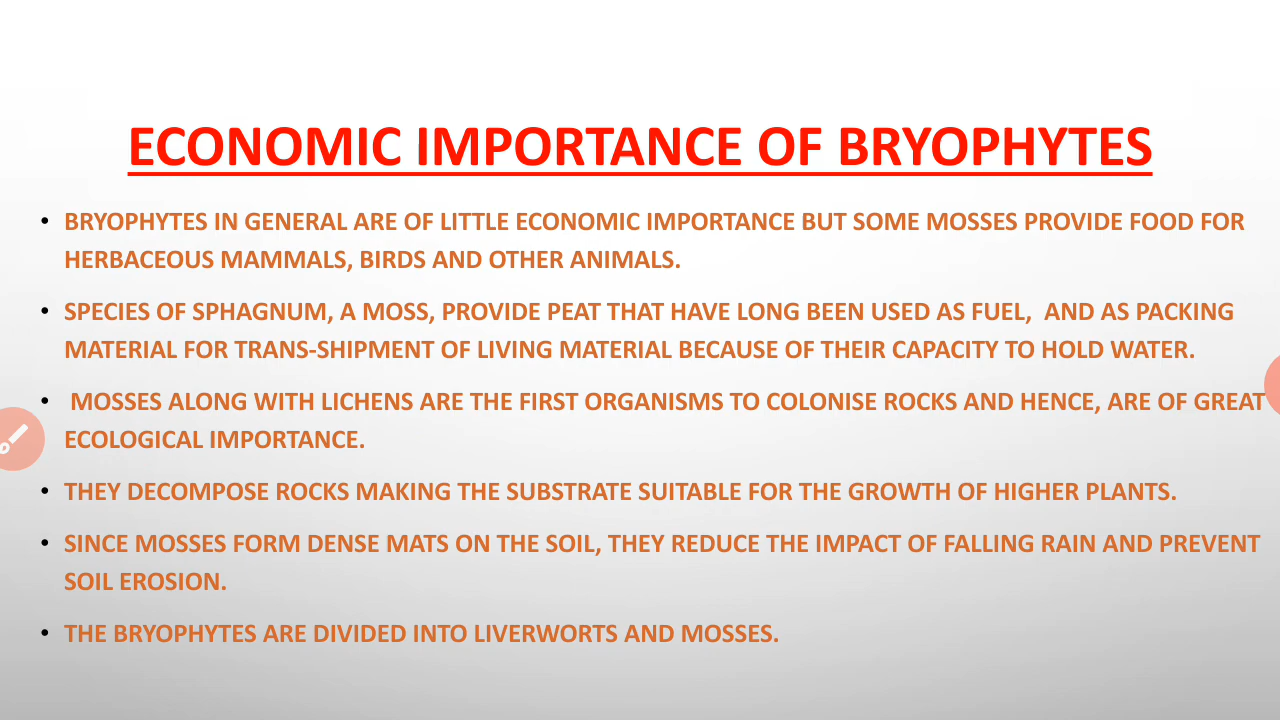 ECONOMIC IMPORTANCE OF BRYOPHYTES
• BRYOPHYTES IN GENERAL ARE OF LITTLE ECONOMIC IMPORTANCE BUT SOME MOSSES PROVIDE FOOD FOR
HERBACEOUS MAMMALS, BIRDS AND OTHER ANIMALS.
• SPECIES OF SPHAGNUM, A MOSS, PROVIDE PEAT THAT HAVE LONG BEEN USED AS FUEL, AND AS PACKING
MATERIAL FOR TRANS-SHIPMENT OF LIVING MATERIAL BECAUSE OF THEIR CAPACITY TO HOLD WATER.
• MOSSES ALONG WITH LICHENS ARE THE FIRST ORGANISMS TO COLONISE ROCKS AND HENCE, ARE OF GREAT
ECOLOGICAL IMPORTANCE.
• THEY DECOMPOSE ROCKS MAKING THE SUBSTRATE SUITABLE FOR THE GROWTH OF HIGHER PLANTS.
• SINCE MOSSES FORM DENSE MATS ON THE SOIL, THEY REDUCE THE IMPACT OF FALLING RAIN AND PREVENT
SOIL EROSION.
• THE BRYOPHYTES ARE DIVIDED INTO LIVERWORTS AND MOSSES.